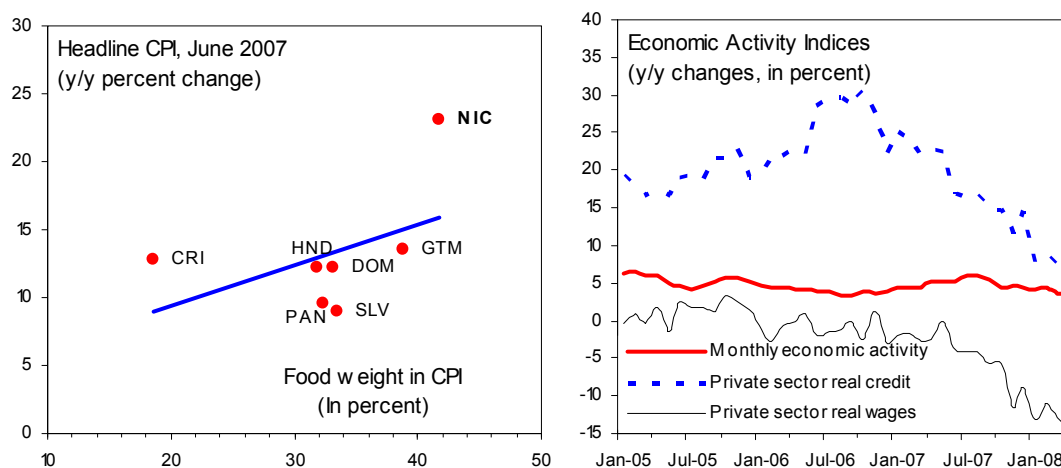 Headline CPI, June 2007
(y/y percent change)
30
25
20
15
10
5
0
NIC
CRI
HND
GTM
DOM
PAN
SLV
Food weight in CPI
(In percent)
10 20 30 40 50
Economic Activity Indices
(y/y changes, in percent)
40
35
30
25
20
15
10
5
0
-5
-10
-15
Monthly economic activity
Private sector real credit
Private sector real wages
Jan-05 Jul-05 Jan-06 Jul-06 Jan-07 Jul-07 Jan-08